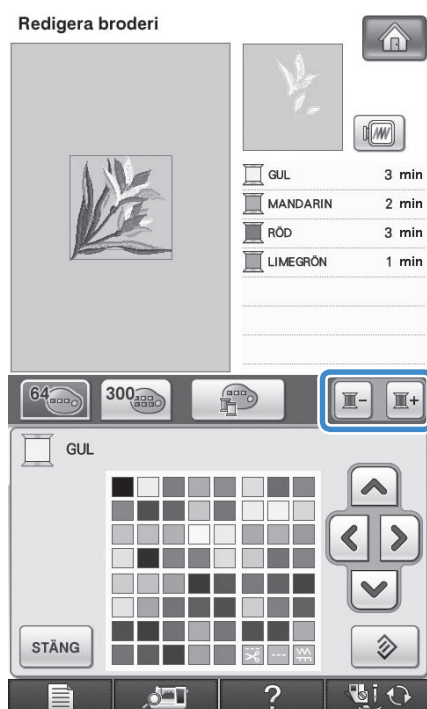 Redigera broderi
GUL 3 min
MANDARIN 2 min
RÖD 3 min
LIMEGRÖN 1 min
64 300 - +
GUL
STÄNG
?